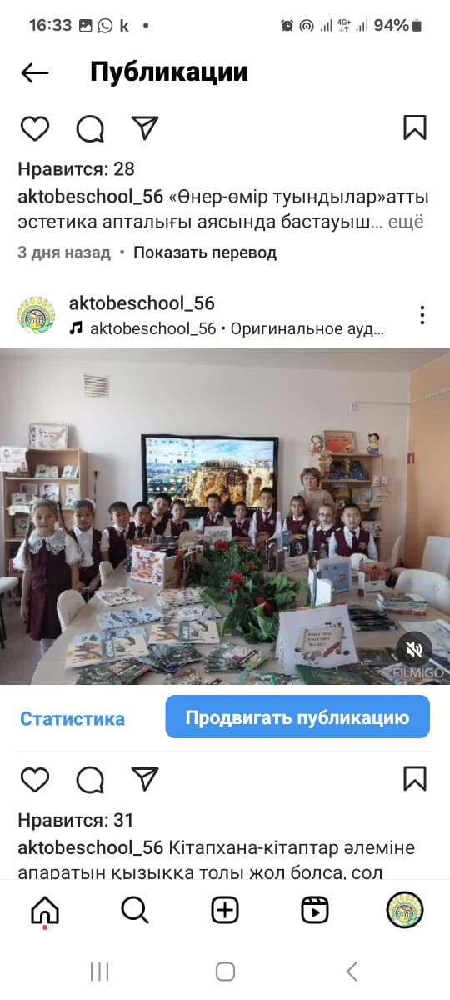 16:33
k
4G+
94%
Публикации
Нравится: 28
aktobeschool_56 «Өнер-өмір туындылар»атты
эстетика апталығы аясында бастауыш... ещё
3 дня назад • Показать перевод
aktobeschool_56
aktobeschool_56 • Оригинальное ауд...
FILMIGO
Статистика
Продвигать публикацию
Нравится: 31
aktobeschool_56 Кітапхана-кітаптар әлеміне
апаратын қызыққа толы жол болса, сол